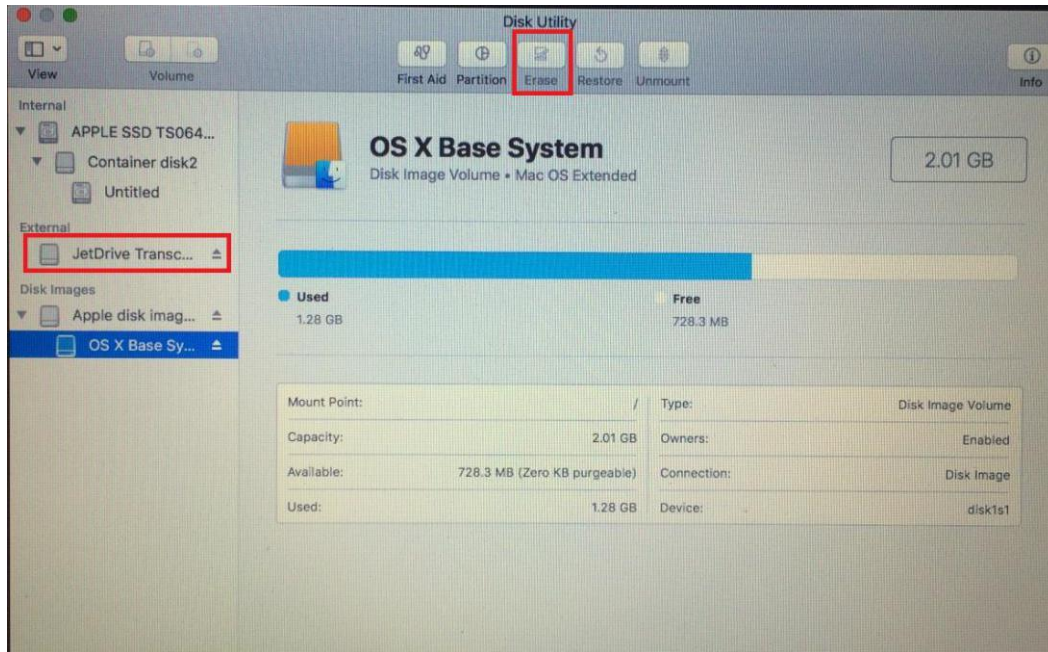 Disk Utility
View
Volume
First Aid
Partition
Erase
Restore
Unmount
Info
Internal
APPLE SSD TS064...
Container disk2
Untitled
External
JetDrive Transc...
Disk Images
Apple disk imag...
OS X Base Sy...
OS X Base System
Disk Image Volume • Mac OS Extended
2.01 GB
Used
1.28 GB
Free
728.3 MB
Mount Point: /
Type: Disk Image Volume
Capacity: 2.01 GB
Owners: Enabled
Available: 728.3 MB (Zero KB purgeable)
Connection: Disk Image
Used: 1.28 GB
Device: disk1s1